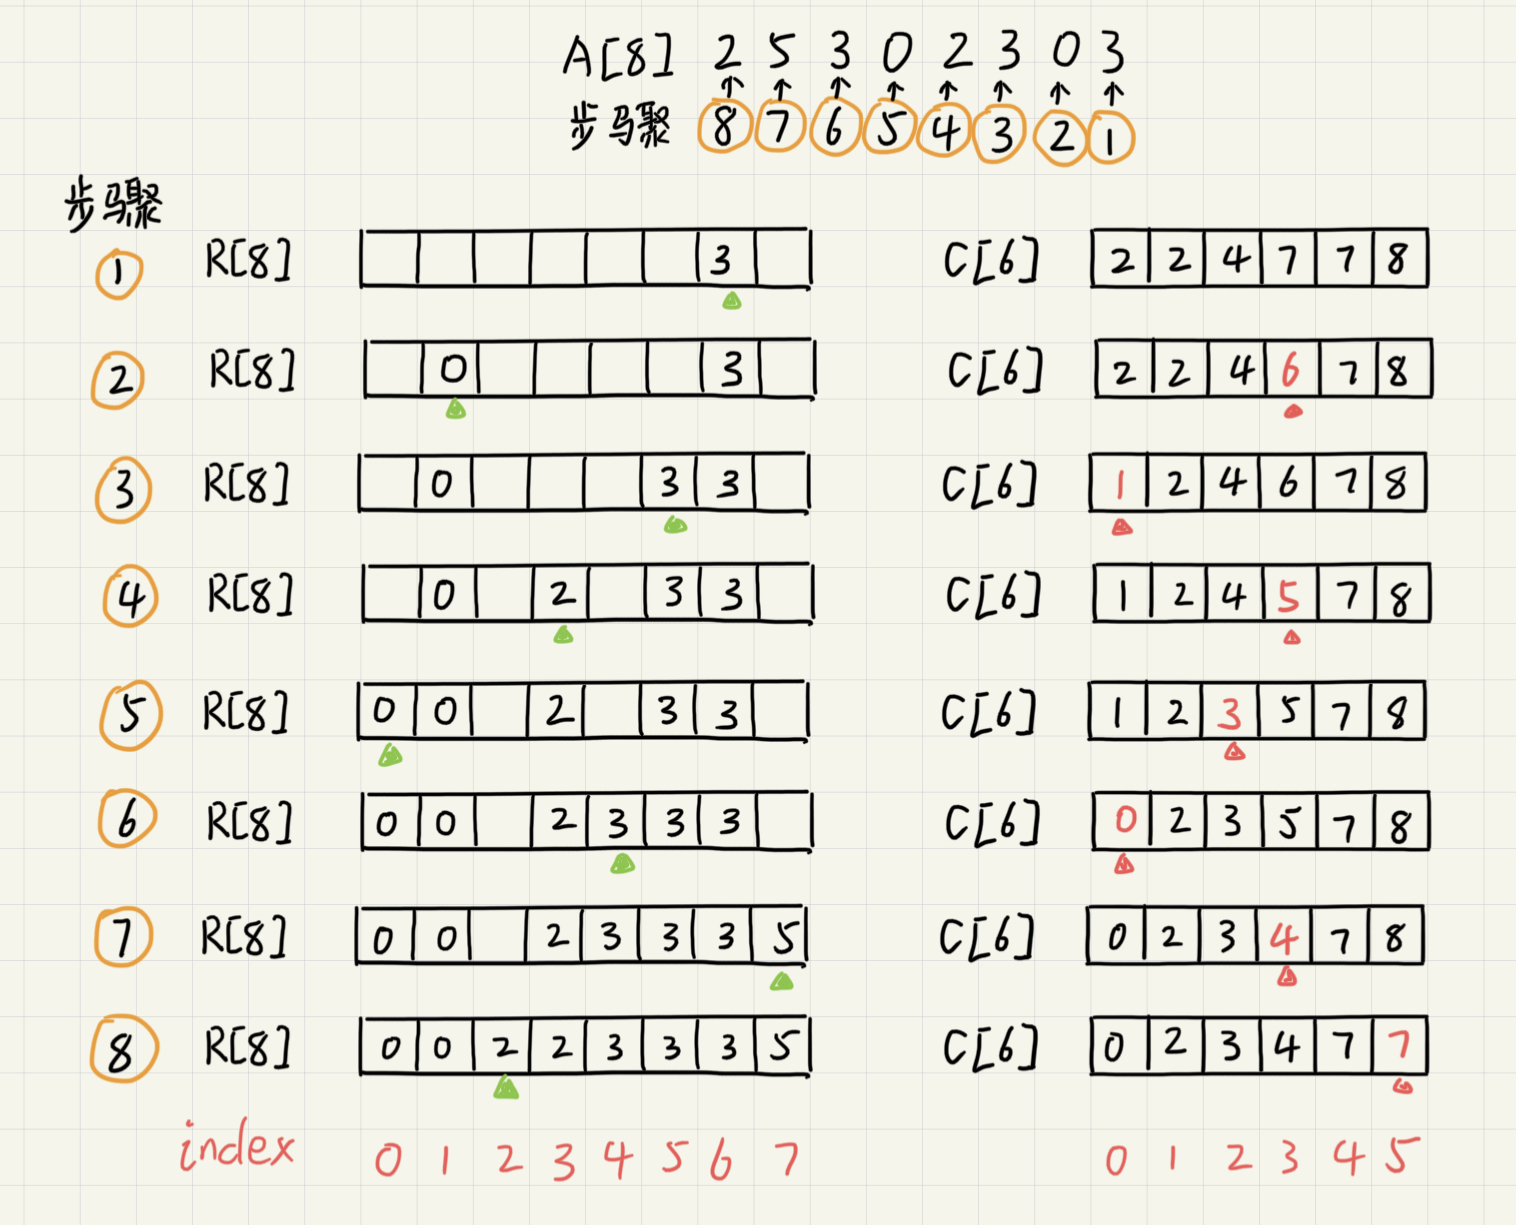 A[8] 2 5 3 0 2 3 0 3
步骤 8 7 6 5 4 3 2 1
步骤
1 R[8] 3 C[6] 2 2 4 7 7 8
2 R[8] 0 3 C[6] 2 2 4 6 7 8
3 R[8] 0 3 3 C[6] 1 2 4 6 7 8
4 R[8] 0 2 3 3 C[6] 1 2 4 5 7 8
5 R[8] 0 0 2 3 3 C[6] 1 2 3 5 7 8
6 R[8] 0 0 2 3 3 3 C[6] 0 2 3 5 7 8
7 R[8] 0 0 2 3 3 3 5 C[6] 0 2 3 4 7 8
8 R[8] 0 0 2 2 3 3 3 5 C[6] 0 2 3 4 7 7
index 0 1 2 3 4 5 6 7 0 1 2 3 4 5